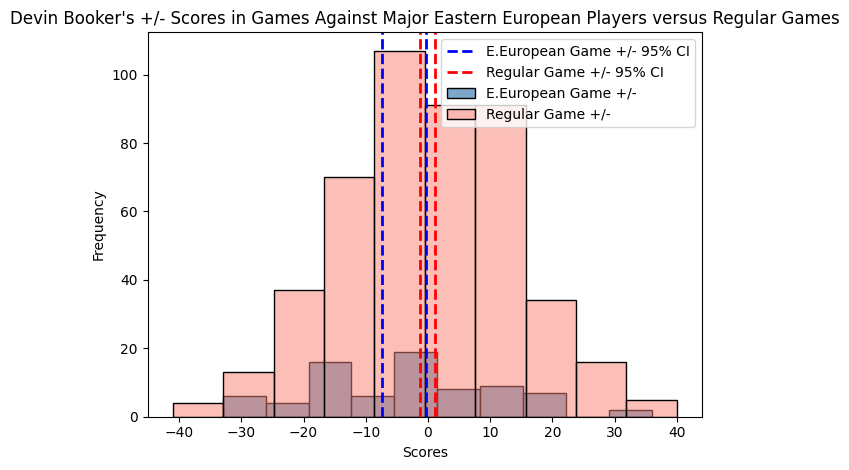 Devin Booker's +/- Scores in Games Against Major Eastern European Players versus Regular Games
E.European Game +/- 95% CI
Regular Game +/- 95% CI
E.European Game +/-
Regular Game +/-
100
80
60
40
20
0
Frequency
−40
−30
−20
−10
0
10
20
30
40
Scores